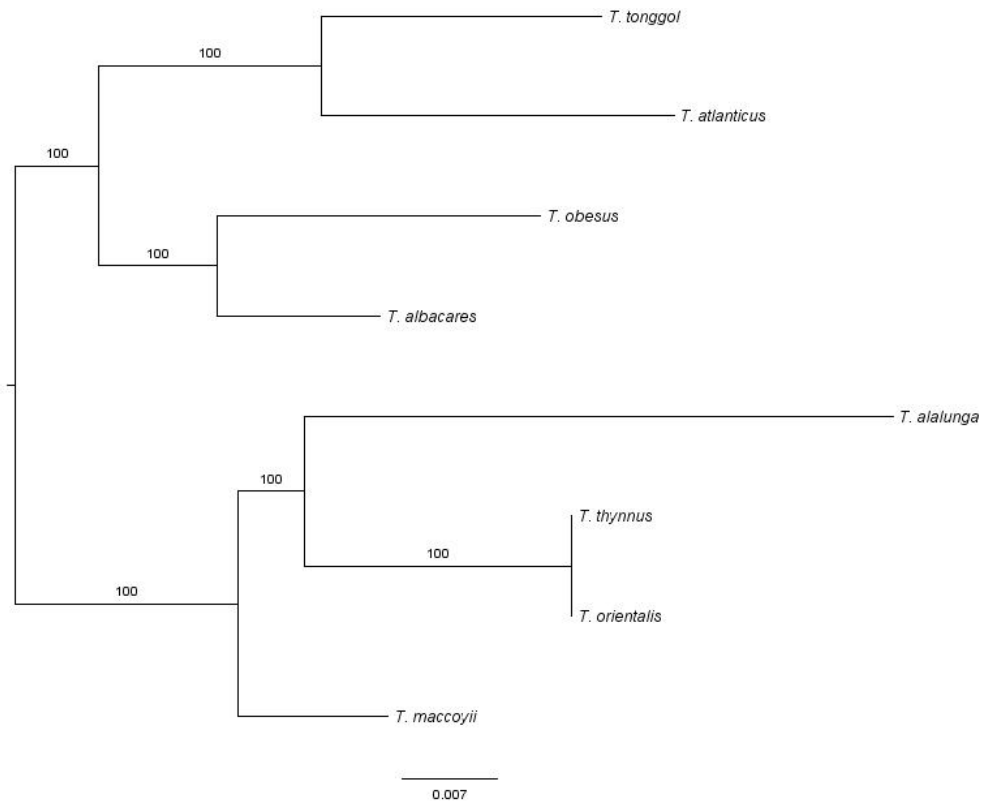 T. tonggol
100
T. atlanticus
100
T. obesus
100
T. albacares
T. alalunga
100
T. thynnus
100
T. orientalis
100
T. maccoyii
0.007